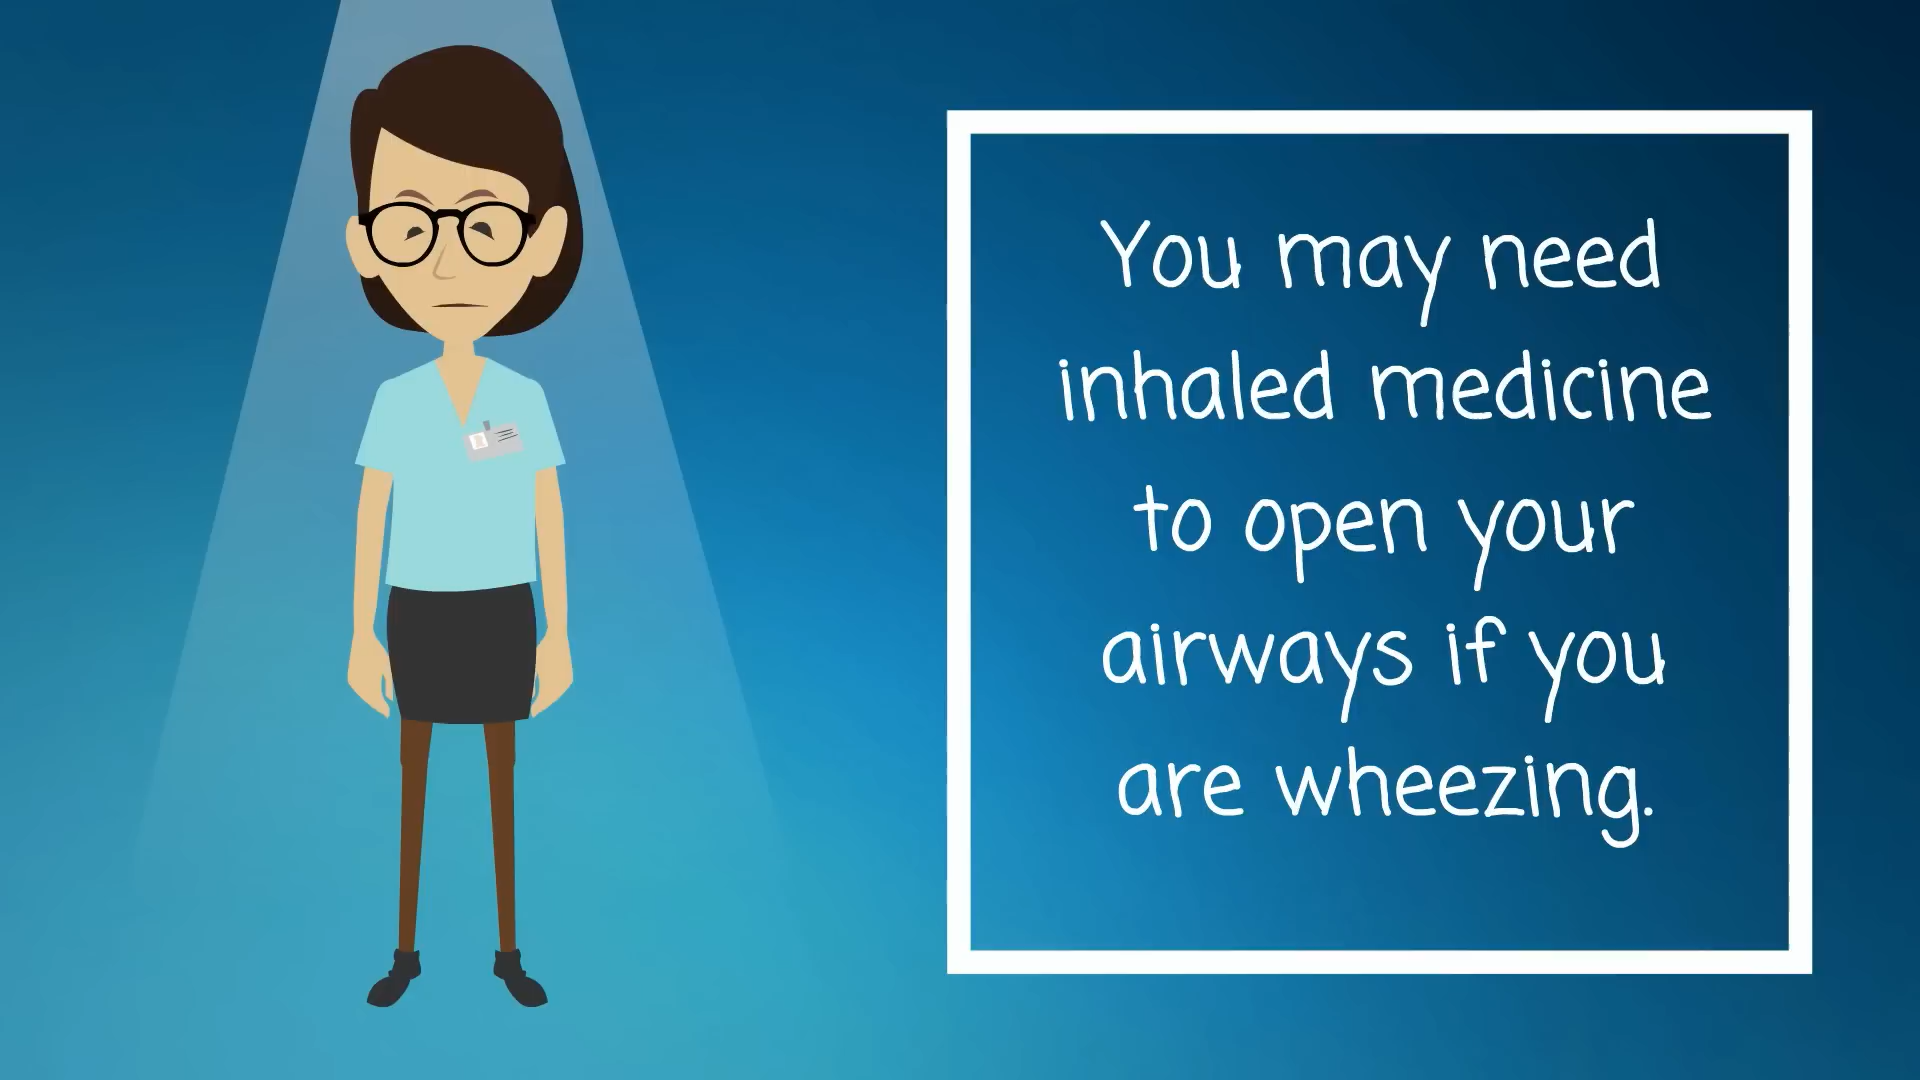 You may need
inhaled medicine
to open your
airways if you
are wheezing.